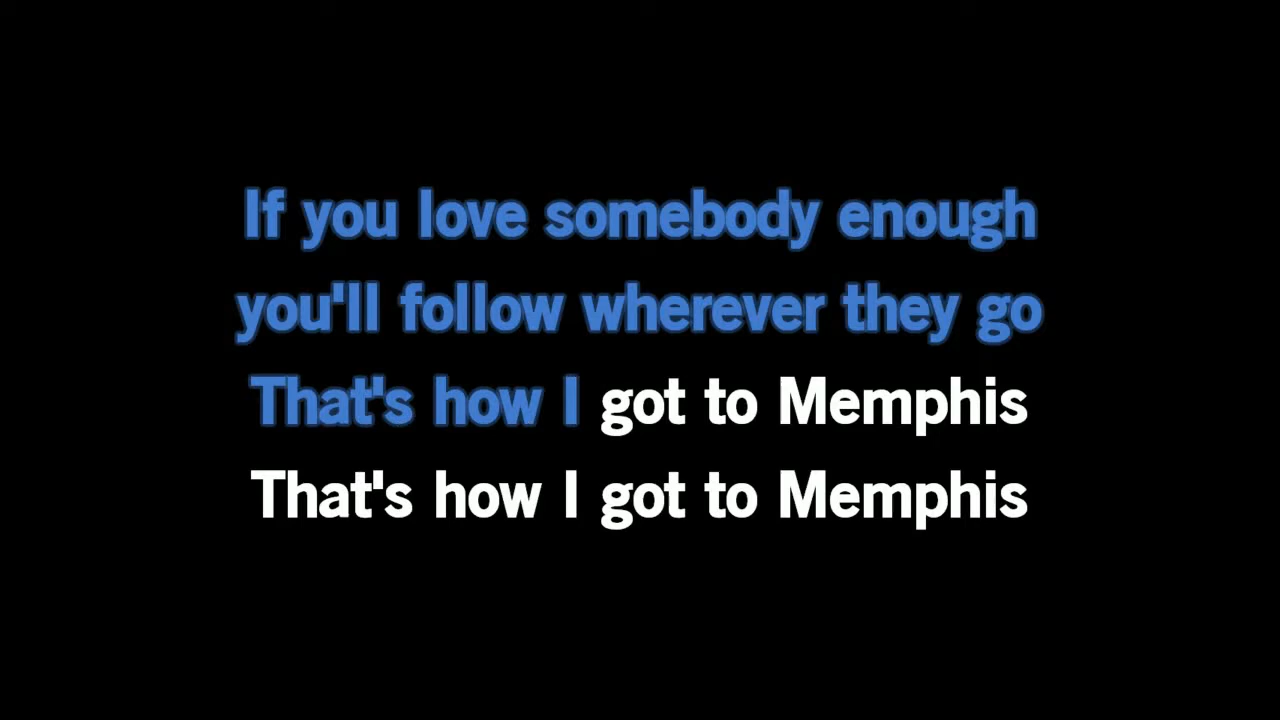 If you love somebody enough
you'll follow wherever they go
That's how I got to Memphis
That's how I got to Memphis